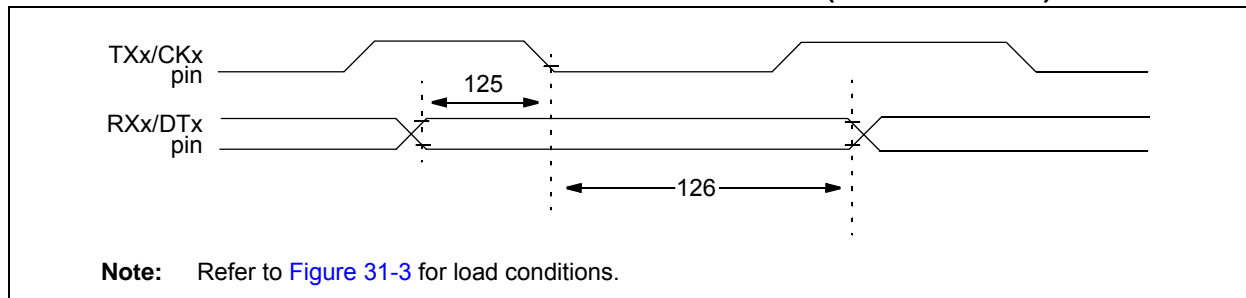 TXx/CKx
pin
125
RXx/DTx
pin
126
Note: Refer to Figure 31-3 for load conditions.